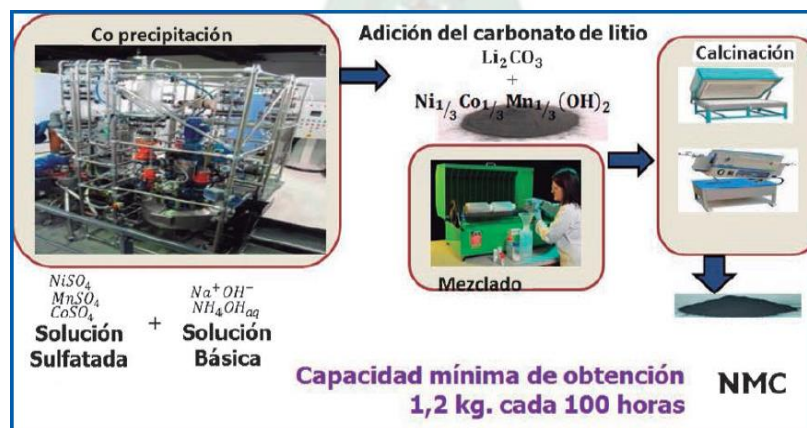 Co precipitación
NiSO₄
MnSO₄
CoSO₄
Solución
Sulfatada
+
Na⁺OH⁻
NH₄OHₐq
Solución
Básica
Adición del carbonato de litio
Li₂CO₃
+
Ni₁/₃Co₁/₃Mn₁/₃(OH)₂
Mezclado
Calcinación
NMC
Capacidad mínima de obtención
1,2 kg. cada 100 horas